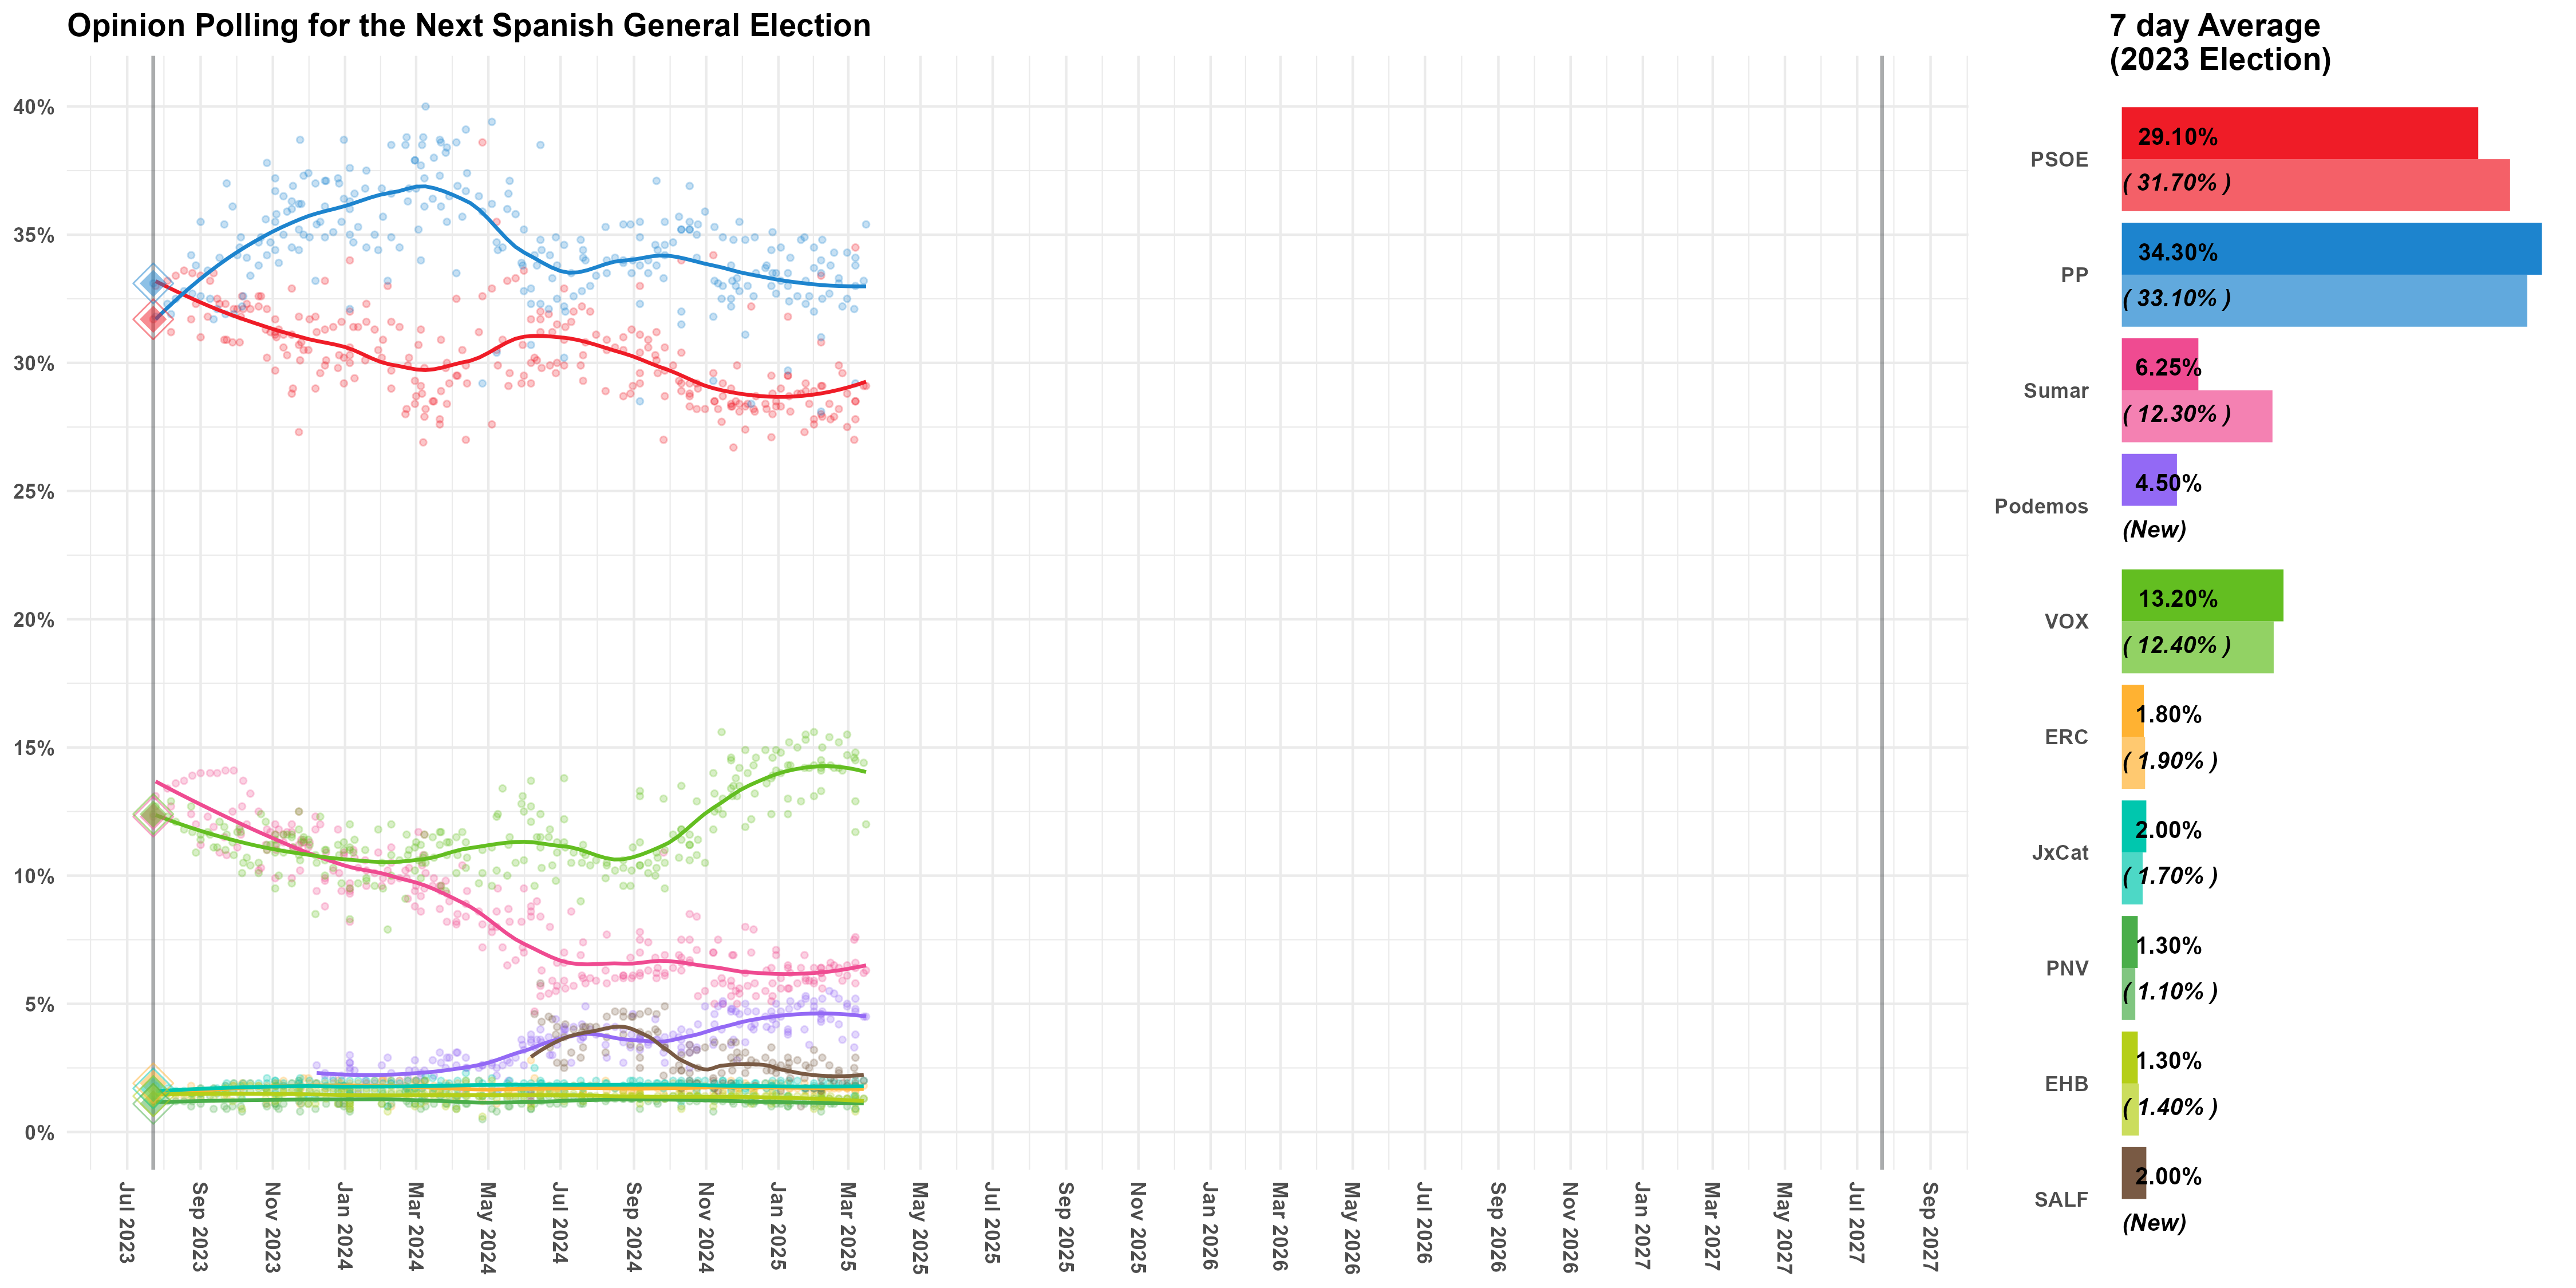 Opinion Polling for the Next Spanish General Election
40%
35%
30%
25%
20%
15%
10%
5%
0%
Jul 2023
Sep 2023
Nov 2023
Jan 2024
Mar 2024
May 2024
Jul 2024
Sep 2024
Nov 2024
Jan 2025
Mar 2025
May 2025
Jul 2025
Sep 2025
Nov 2025
Jan 2026
Mar 2026
May 2026
Jul 2026
Sep 2026
Nov 2026
Jan 2027
Mar 2027
May 2027
Jul 2027
Sep 2027
7 day Average
(2023 Election)
PSOE
29.10%
( 31.70% )
PP
34.30%
( 33.10% )
Sumar
6.25%
( 12.30% )
Podemos
4.50%
(New)
VOX
13.20%
( 12.40% )
ERC
1.80%
( 1.90% )
JxCat
2.00%
( 1.70% )
PNV
1.30%
( 1.10% )
EHB
1.30%
( 1.40% )
SALF
2.00%
(New)